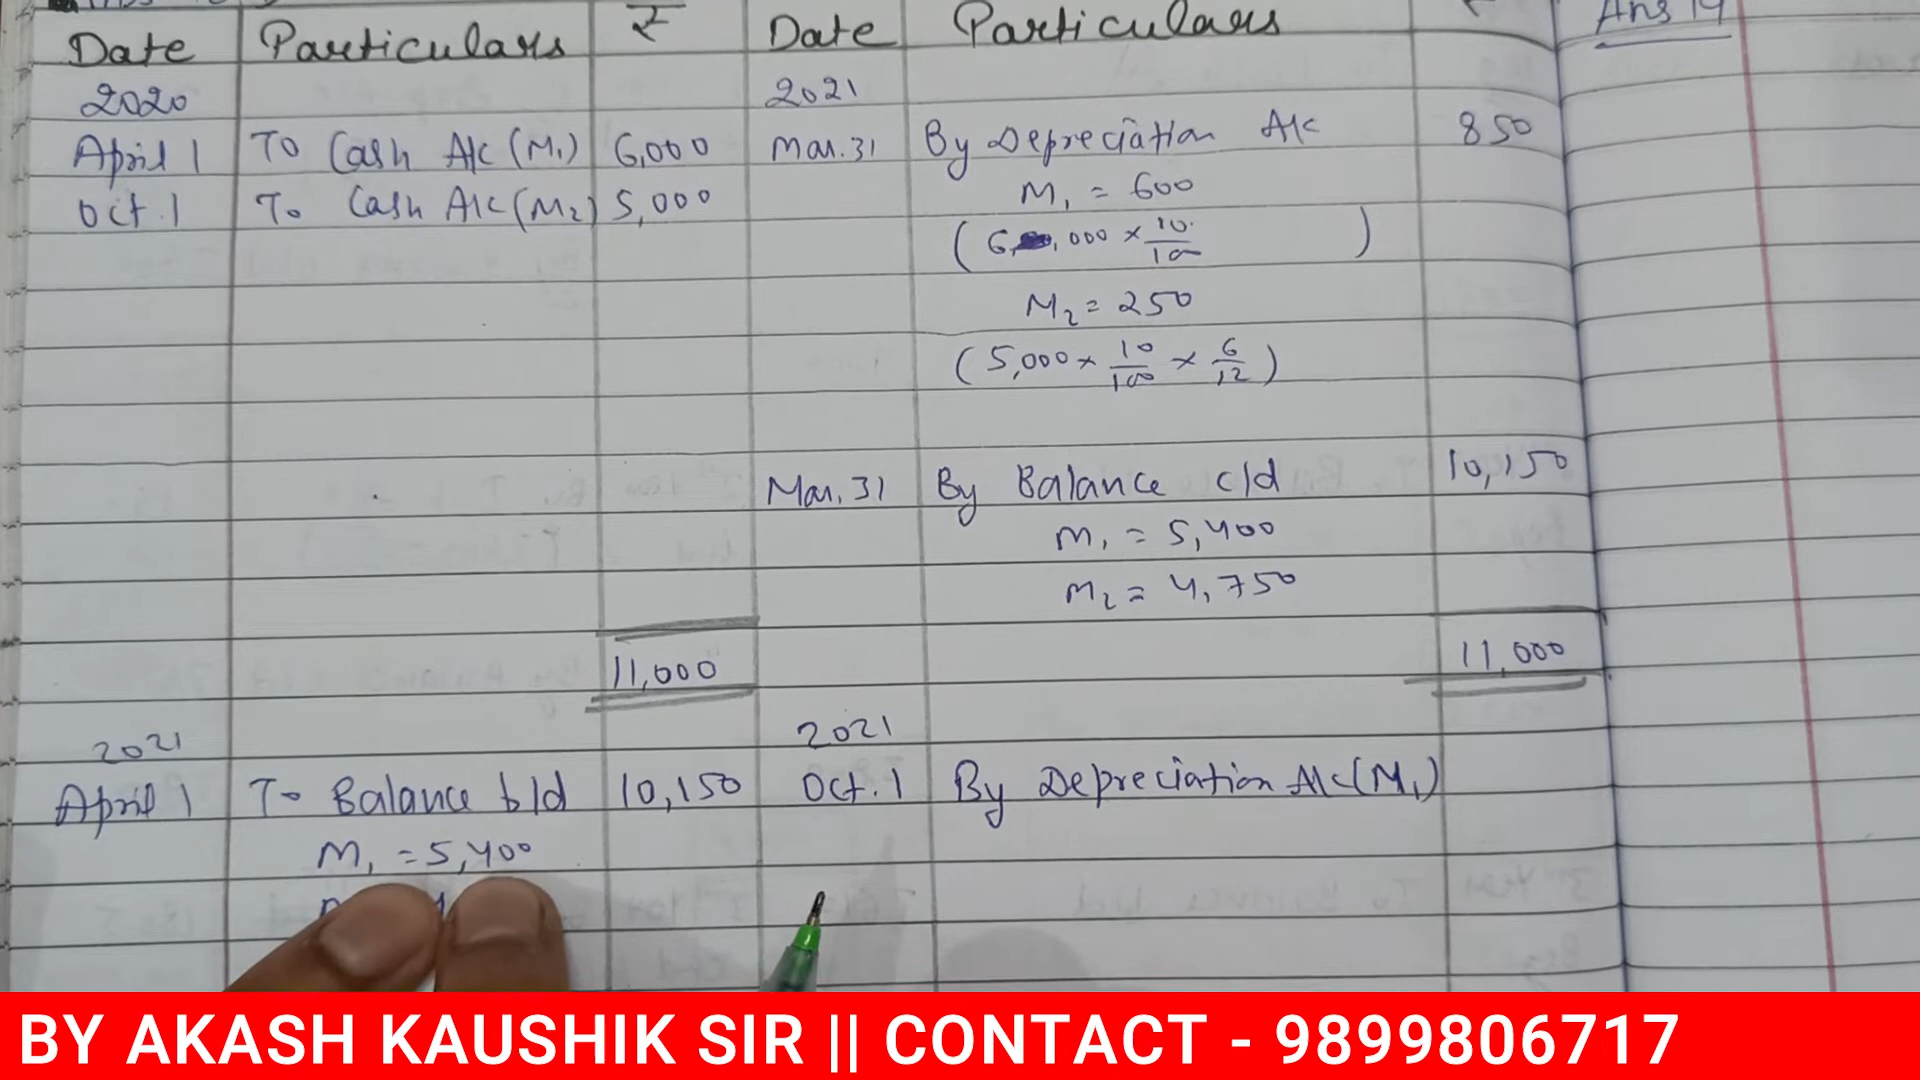 Ans 14
Date Particulars ₹ Date Particulars
2020 2021
April 1 To Cash A/c (M₁) 6,000 Mar. 31 By Depreciation A/c 850
Oct. 1 To Cash A/c (M₂) 5,000 M₁ = 600
(6,000 × 10/100)
M₂ = 250
(5,000 × 10/100 × 6/12)
Mar. 31 By Balance c/d 10,150
M₁ = 5,400
M₂ = 4,750
11,000 11,000
2021 2021
April 1 To Balance b/d 10,150 Oct. 1 By Depreciation A/c (M₁)
M₁ = 5,400
BY AKASH KAUSHIK SIR || CONTACT - 9899806717